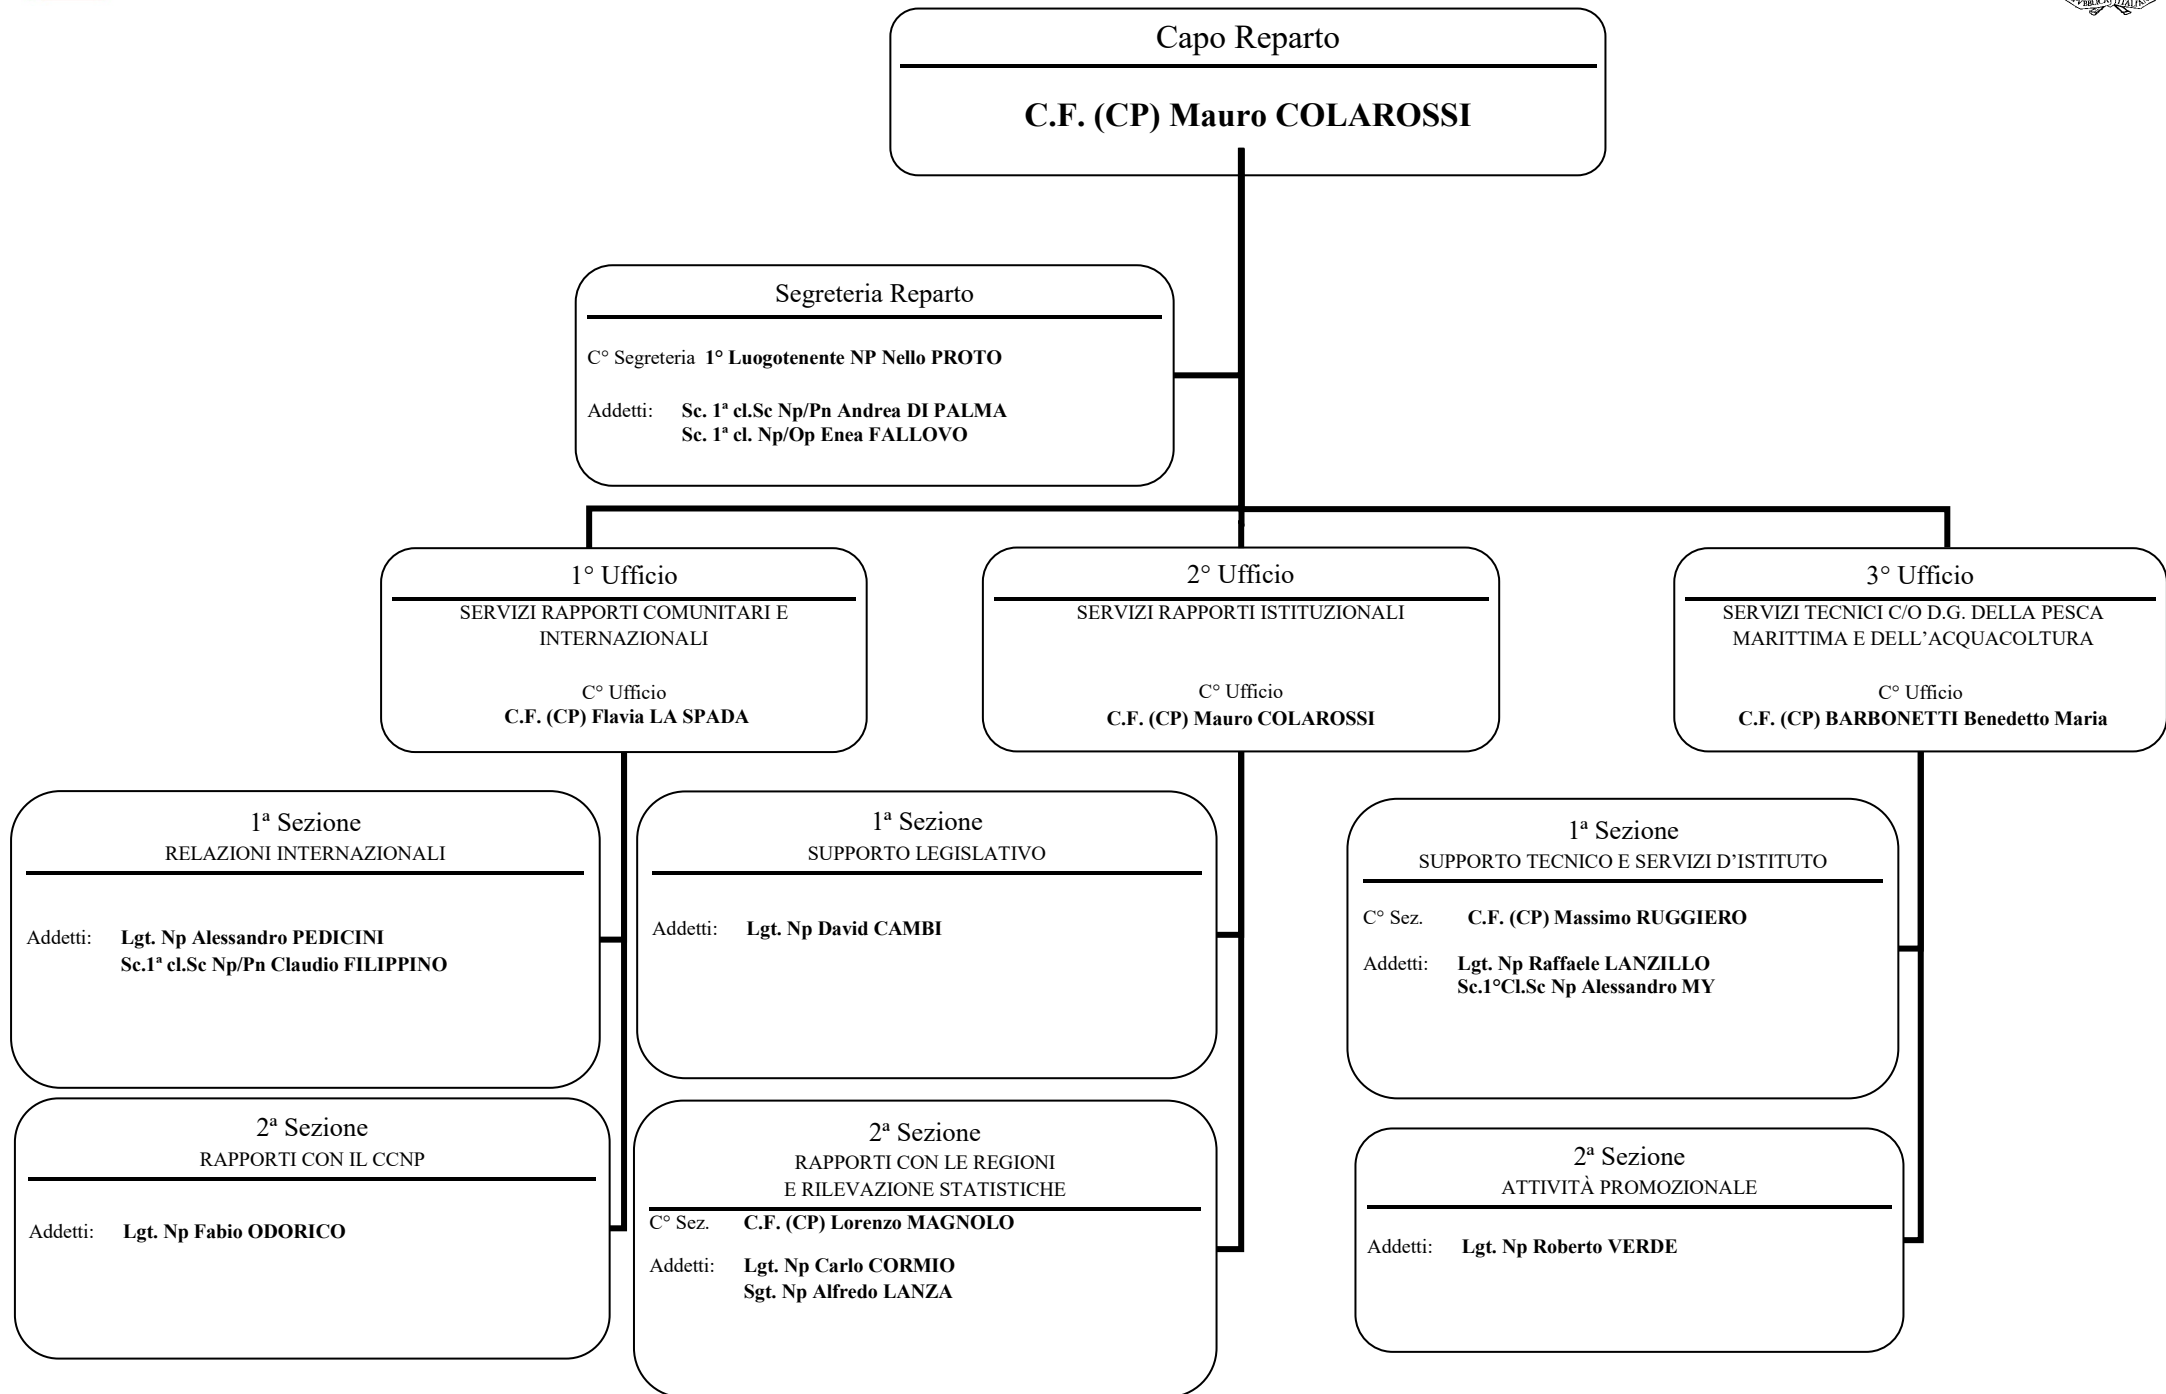 Capo Reparto
C.F. (CP) Mauro COLAROSSI
Segreteria Reparto
C° Segreteria 1° Luogotenente NP Nello PROTO
Addetti: Sc. 1ª cl.Sc Np/Pn Andrea DI PALMA
Sc. 1ª cl. Np/Op Enea FALLOVO
1° Ufficio
SERVIZI RAPPORTI COMUNITARI E
INTERNAZIONALI
C° Ufficio
C.F. (CP) Flavia LA SPADA
2° Ufficio
SERVIZI RAPPORTI ISTITUZIONALI
C° Ufficio
C.F. (CP) Mauro COLAROSSI
3° Ufficio
SERVIZI TECNICI C/O D.G. DELLA PESCA
MARITTIMA E DELL’ACQUACOLTURA
C° Ufficio
C.F. (CP) BARBONETTI Benedetto Maria
1ª Sezione
RELAZIONI INTERNAZIONALI
Addetti: Lgt. Np Alessandro PEDICINI
Sc.1ª cl.Sc Np/Pn Claudio FILIPPINO
1ª Sezione
SUPPORTO LEGISLATIVO
Addetti: Lgt. Np David CAMBI
1ª Sezione
SUPPORTO TECNICO E SERVIZI D’ISTITUTO
C° Sez. C.F. (CP) Massimo RUGGIERO
Addetti: Lgt. Np Raffaele LANZILLO
Sc.1°Cl.Sc Np Alessandro MY
2ª Sezione
RAPPORTI CON IL CCNP
Addetti: Lgt. Np Fabio ODORICO
2ª Sezione
RAPPORTI CON LE REGIONI
E RILEVAZIONE STATISTICHE
C° Sez. C.F. (CP) Lorenzo MAGNOLO
Addetti: Lgt. Np Carlo CORMIO
Sgt. Np Alfredo LANZA
2ª Sezione
ATTIVITÀ PROMOZIONALE
Addetti: Lgt. Np Roberto VERDE